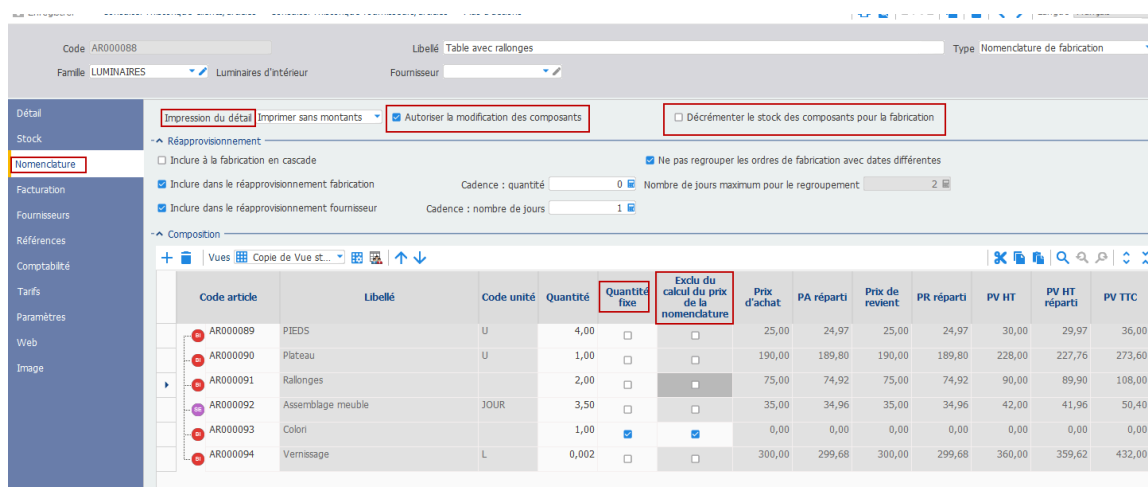 Enregistrer
Langue
Code AR000088 Libellé Table avec rallonges Type Nomenclature de fabrication
Famille LUMINAIRES Luminaires d'intérieur Fournisseur
Détail
Stock
Nomenclature
Facturation
Fournisseurs
Références
Comptabilité
Tarifs
Paramètres
Web
Image
Impression du détail Imprimer sans montants Autoriser la modification des composants Décrémenter le stock des composants pour la fabrication
Réapprovisionnement
Inclure à la fabrication en cascade Ne pas regrouper les ordres de fabrication avec dates différentes
Inclure dans le réapprovisionnement fabrication Cadence : quantité 0 Nombre de jours maximum pour le regroupement 2
Inclure dans le réapprovisionnement fournisseur Cadence : nombre de jours 1
Composition
Vues Copie de Vue st...
Code article Libellé Code unité Quantité Quantité fixe Exclu du calcul du prix de la nomenclature Prix d'achat PA réparti Prix de revient PR réparti PV HT PV HT réparti PV TTC
BI AR000089 PIEDS U 4,00 25,00 24,97 25,00 24,97 30,00 29,97 36,00
BI AR000090 Plateau U 1,00 190,00 189,80 190,00 189,80 228,00 227,76 273,60
BI AR000091 Rallonges 2,00 75,00 74,92 75,00 74,92 90,00 89,90 108,00
SE AR000092 Assemblage meuble JOUR 3,50 35,00 34,96 35,00 34,96 42,00 41,96 50,40
BI AR000093 Colori 1,00 0,00 0,00 0,00 0,00 0,00 0,00 0,00
BI AR000094 Vernissage L 0,002 300,00 299,68 300,00 299,68 360,00 359,62 432,00